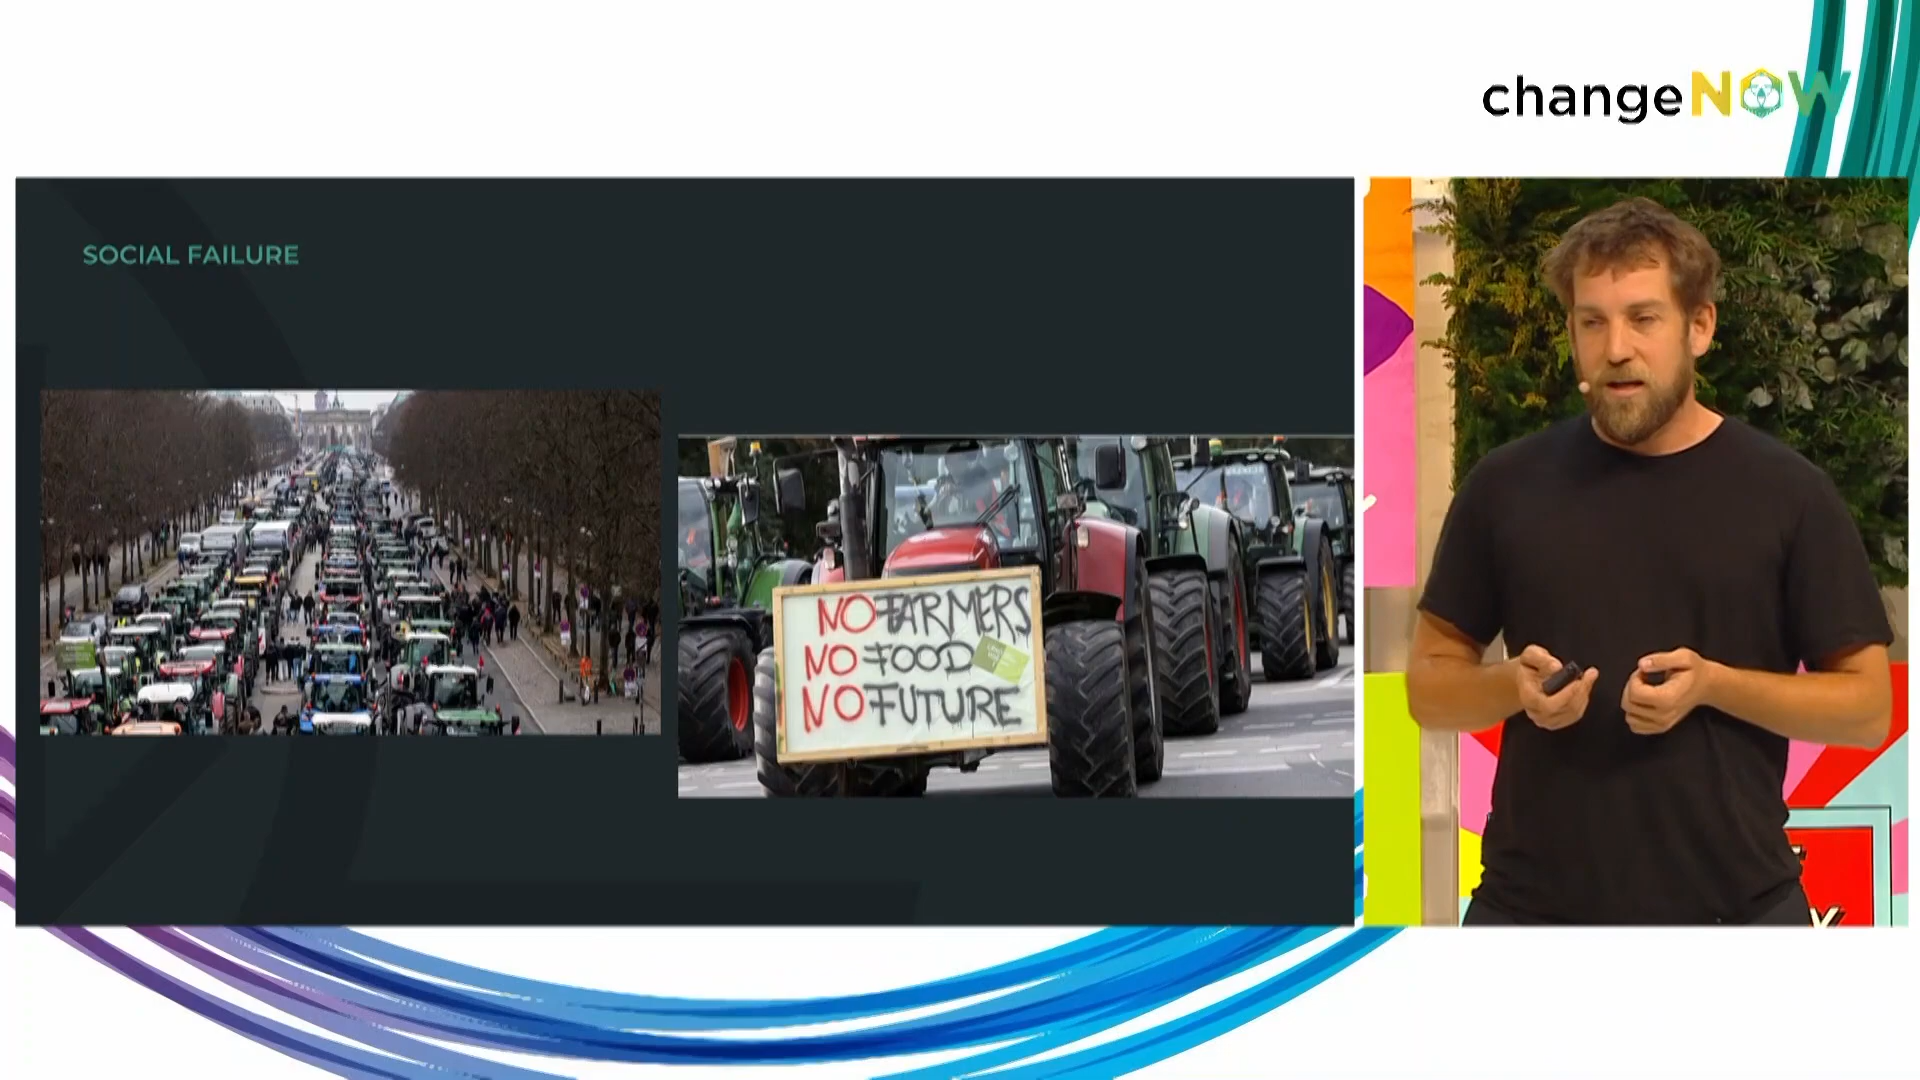 changeNOW
SOCIAL FAILURE
NO FARMERS
NO FOOD
NO FUTURE